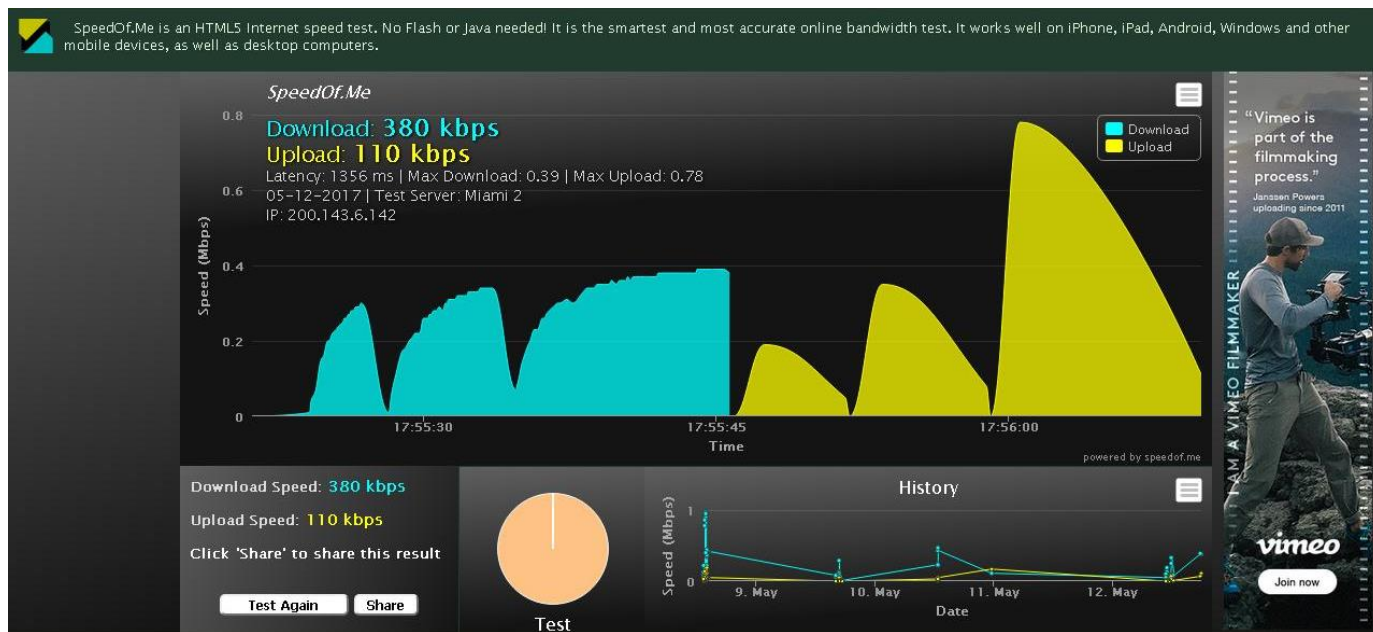 SpeedOf.Me is an HTML5 Internet speed test. No Flash or Java needed! It is the smartest and most accurate online bandwidth test. It works well on iPhone, iPad, Android, Windows and other
mobile devices, as well as desktop computers.
SpeedOf.Me
Download: 380 kbps
Upload: 110 kbps
Latency: 1356 ms | Max Download: 0.39 | Max Upload: 0.78
05-12-2017 | Test Server: Miami 2
IP: 200.143.6.142
Download
Upload
Speed (Mbps)
0.8
0.6
0.4
0.2
0
17:55:30 17:55:45 17:56:00
Time
powered by speedof.me
Download Speed: 380 kbps
Upload Speed: 110 kbps
Click 'Share' to share this result
Test Again Share
Test
History
Speed (Mbps)
1
0
9. May 10. May 11. May 12. May
Date
“Vimeo is
part of the
filmmaking
process.”
Janssen Powers
uploading since 2011
I AM A VIMEO FILMMAKER
vimeo
Join now